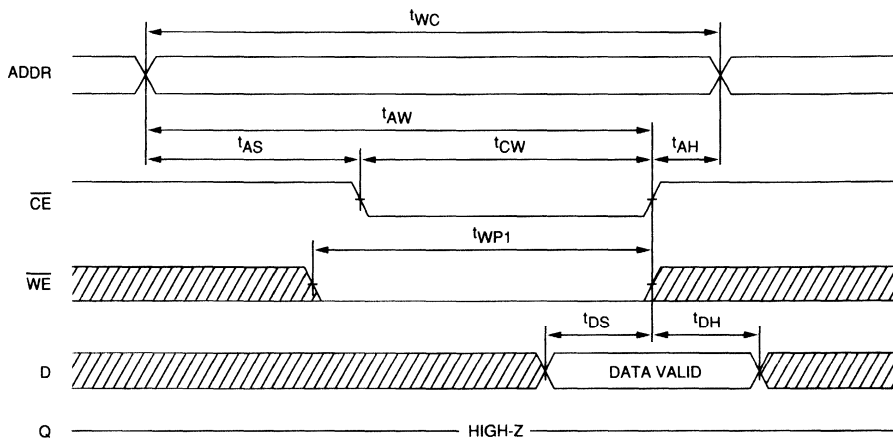 tWC
ADDR
tAW
tAS tCW tAH
CE
tWP1
WE
tDS tDH
D DATA VALID
Q HIGH-Z